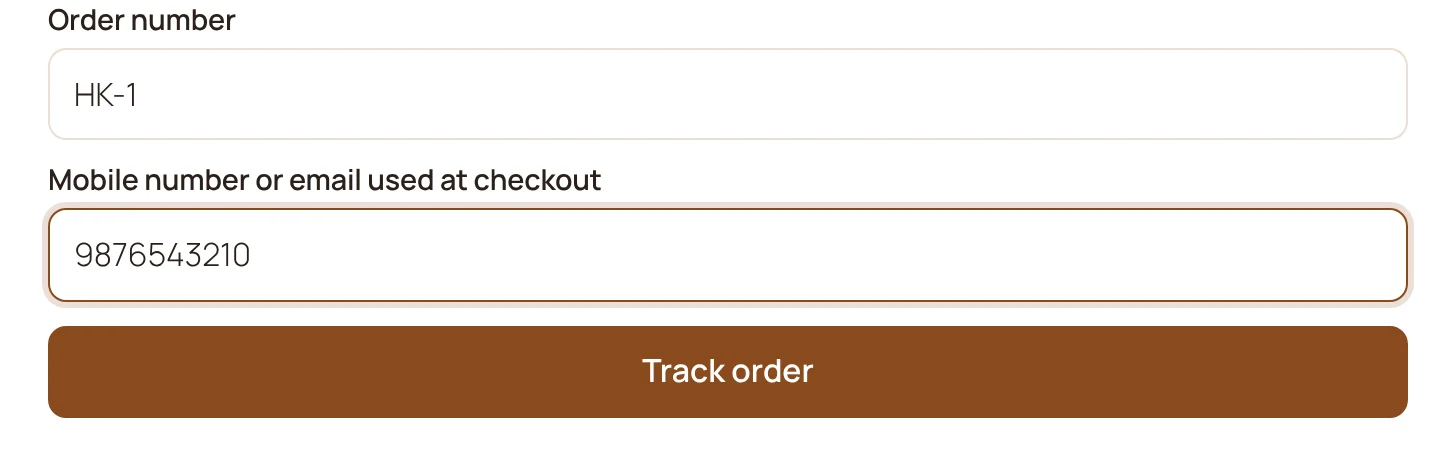 Order number
HK-1
Mobile number or email used at checkout
9876543210
Track order